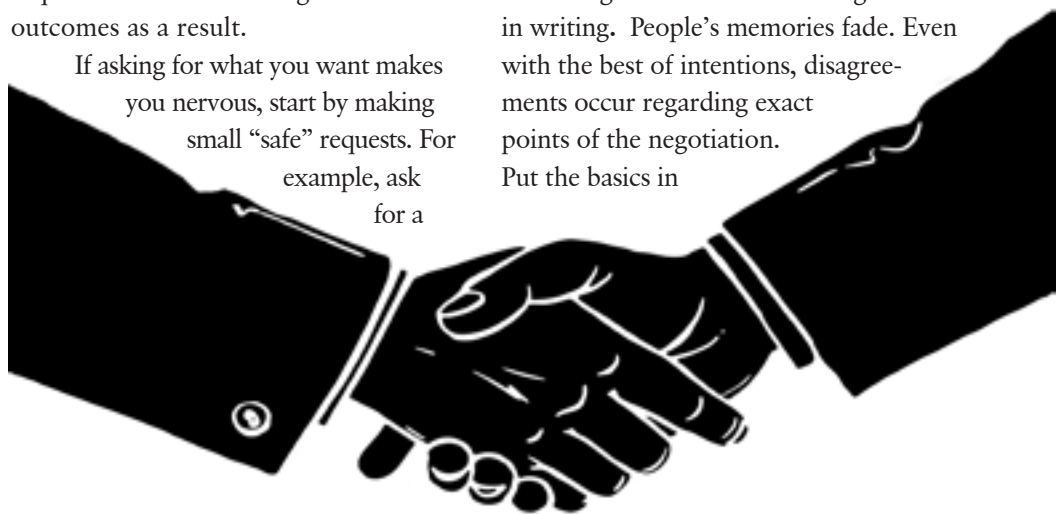 outcomes as a result.
If asking for what you want makes
you nervous, start by making
small “safe” requests. For
example, ask
for a
in writing.  People’s memories fade. Even
with the best of intentions, disagree-
ments occur regarding exact
points of the negotiation.
Put the basics in